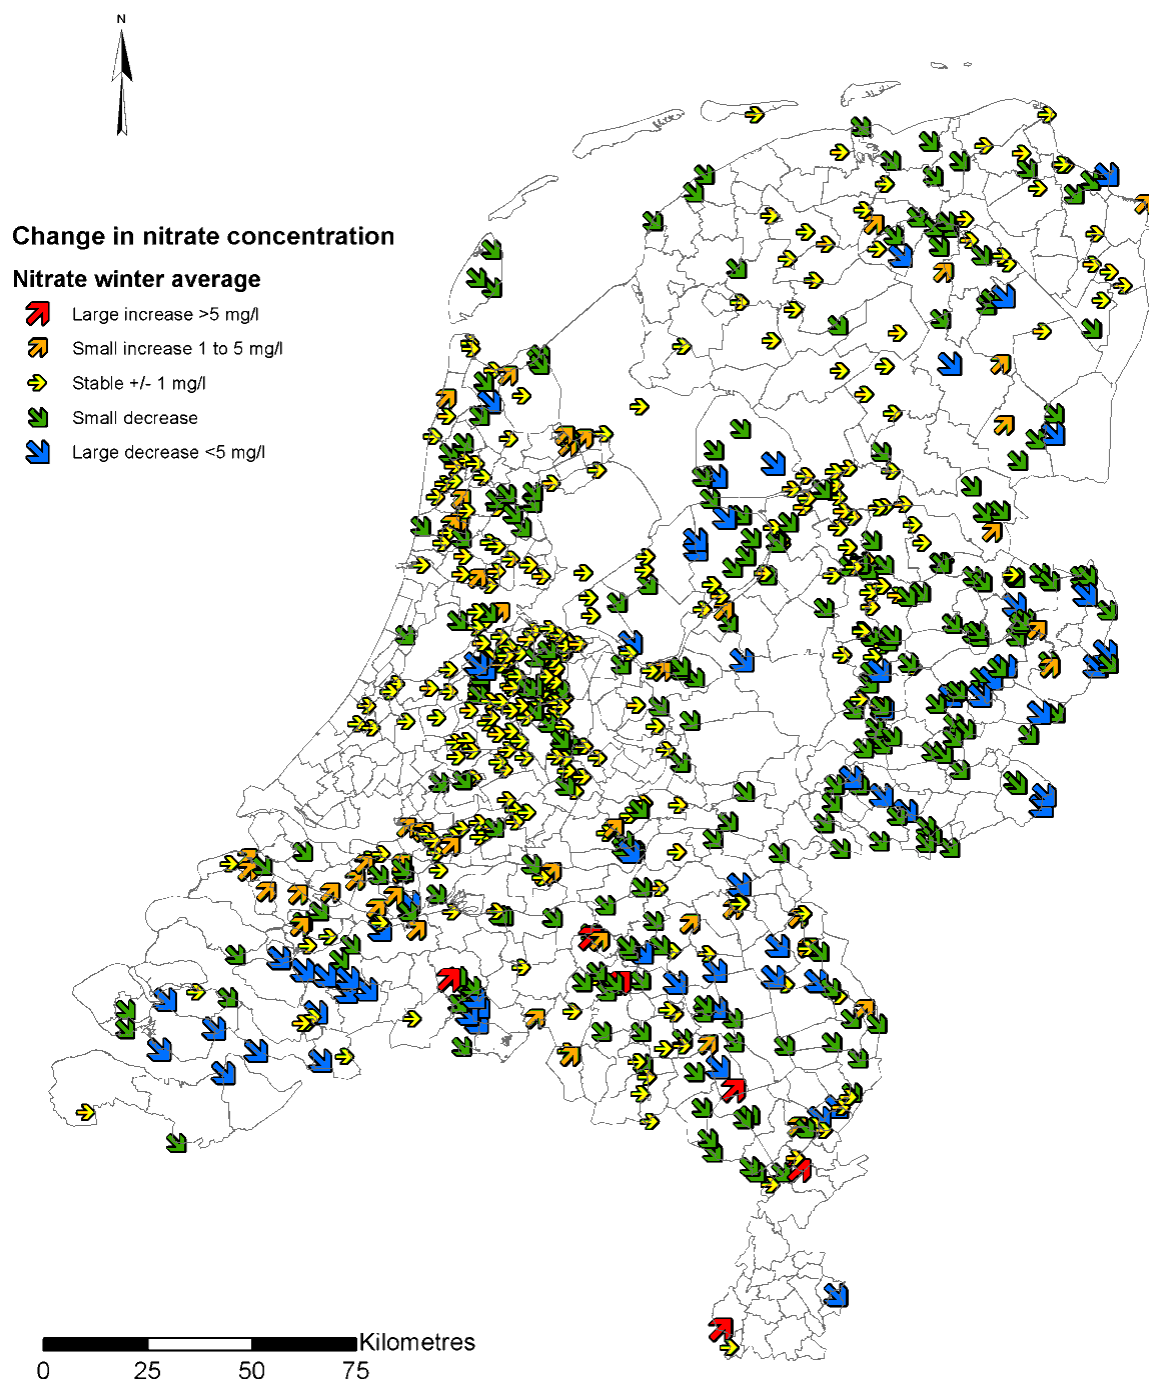 N
Change in nitrate concentration
Nitrate winter average
Large increase >5 mg/l
Small increase 1 to 5 mg/l
Stable +/- 1 mg/l
Small decrease
Large decrease <5 mg/l
Kilometres
0 25 50 75